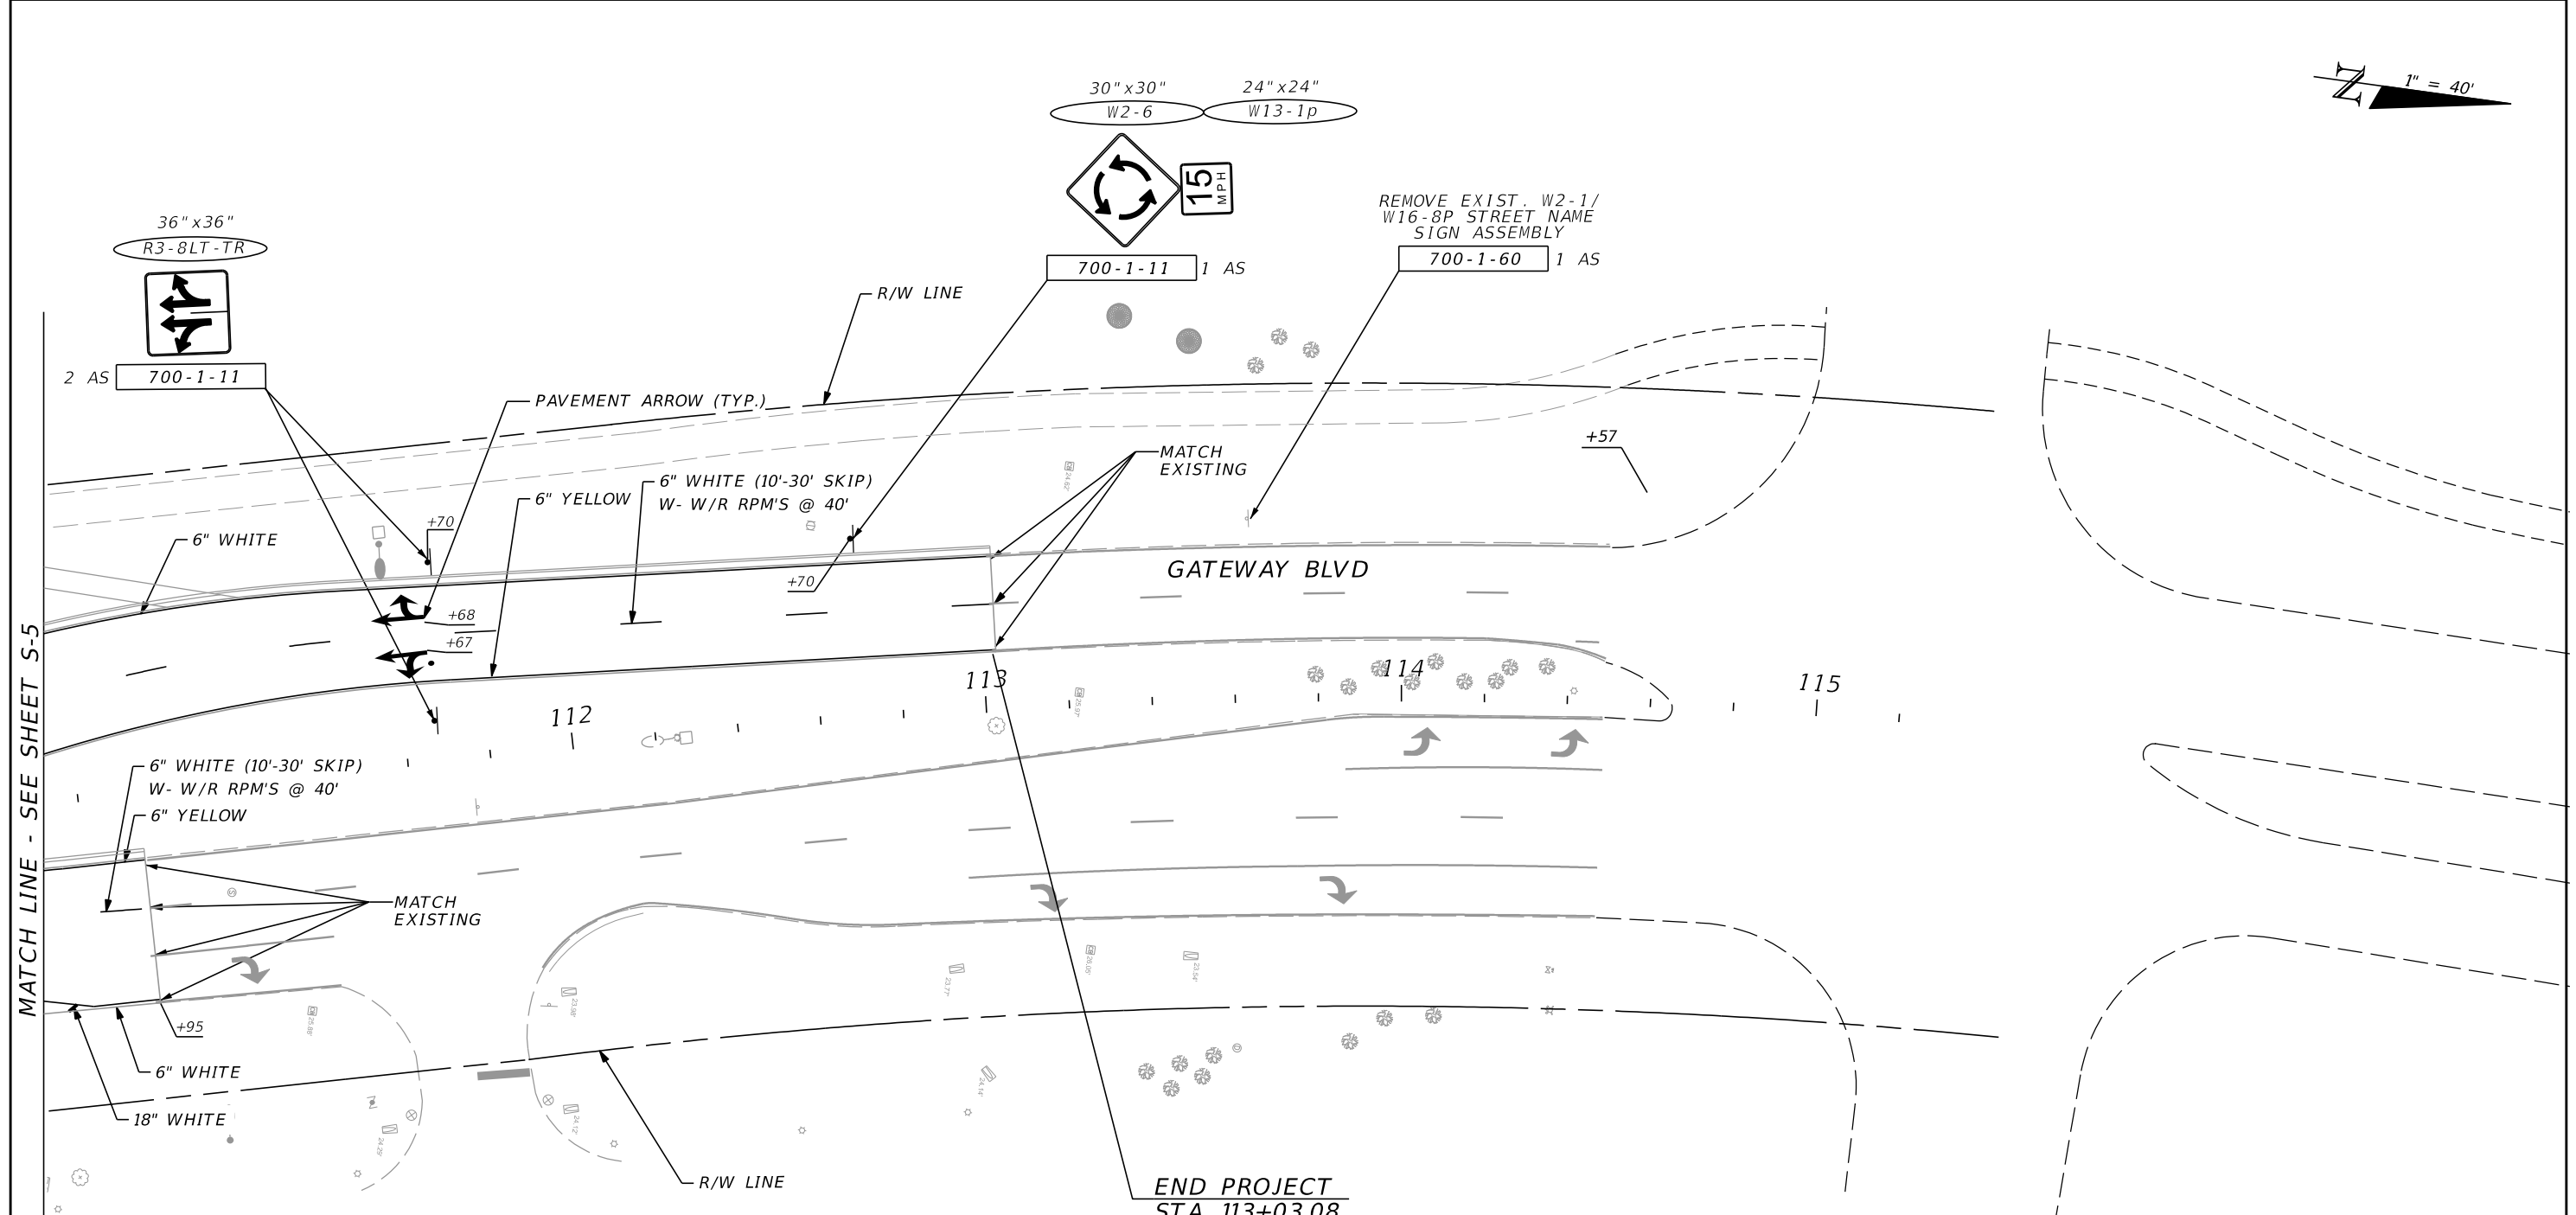 30"x30"
24"x24"
W2-6
W13-1p
15
MPH
N
1" = 40'
REMOVE EXIST. W2-1/
W16-8P STREET NAME
SIGN ASSEMBLY
700-1-60 1 AS
700-1-11 1 AS
36"x36"
R3-8LT-TR
2 AS 700-1-11
R/W LINE
PAVEMENT ARROW (TYP.)
+57
MATCH
EXISTING
6" WHITE (10'-30' SKIP)
W- W/R RPM'S @ 40'
6" YELLOW
+70
6" WHITE
GATEWAY BLVD
+70
+68
+67
MATCH LINE - SEE SHEET S-5
112
113
114
115
6" WHITE (10'-30' SKIP)
W- W/R RPM'S @ 40'
6" YELLOW
MATCH
EXISTING
+95
6" WHITE
18" WHITE
R/W LINE
END PROJECT
STA. 113+03.08